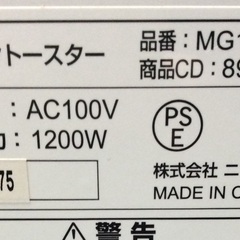 トースター 品番：MG1
商品CD：89
：AC100V
：1200W
PS
E
75
株式会社 ニ
MADE IN C
警告